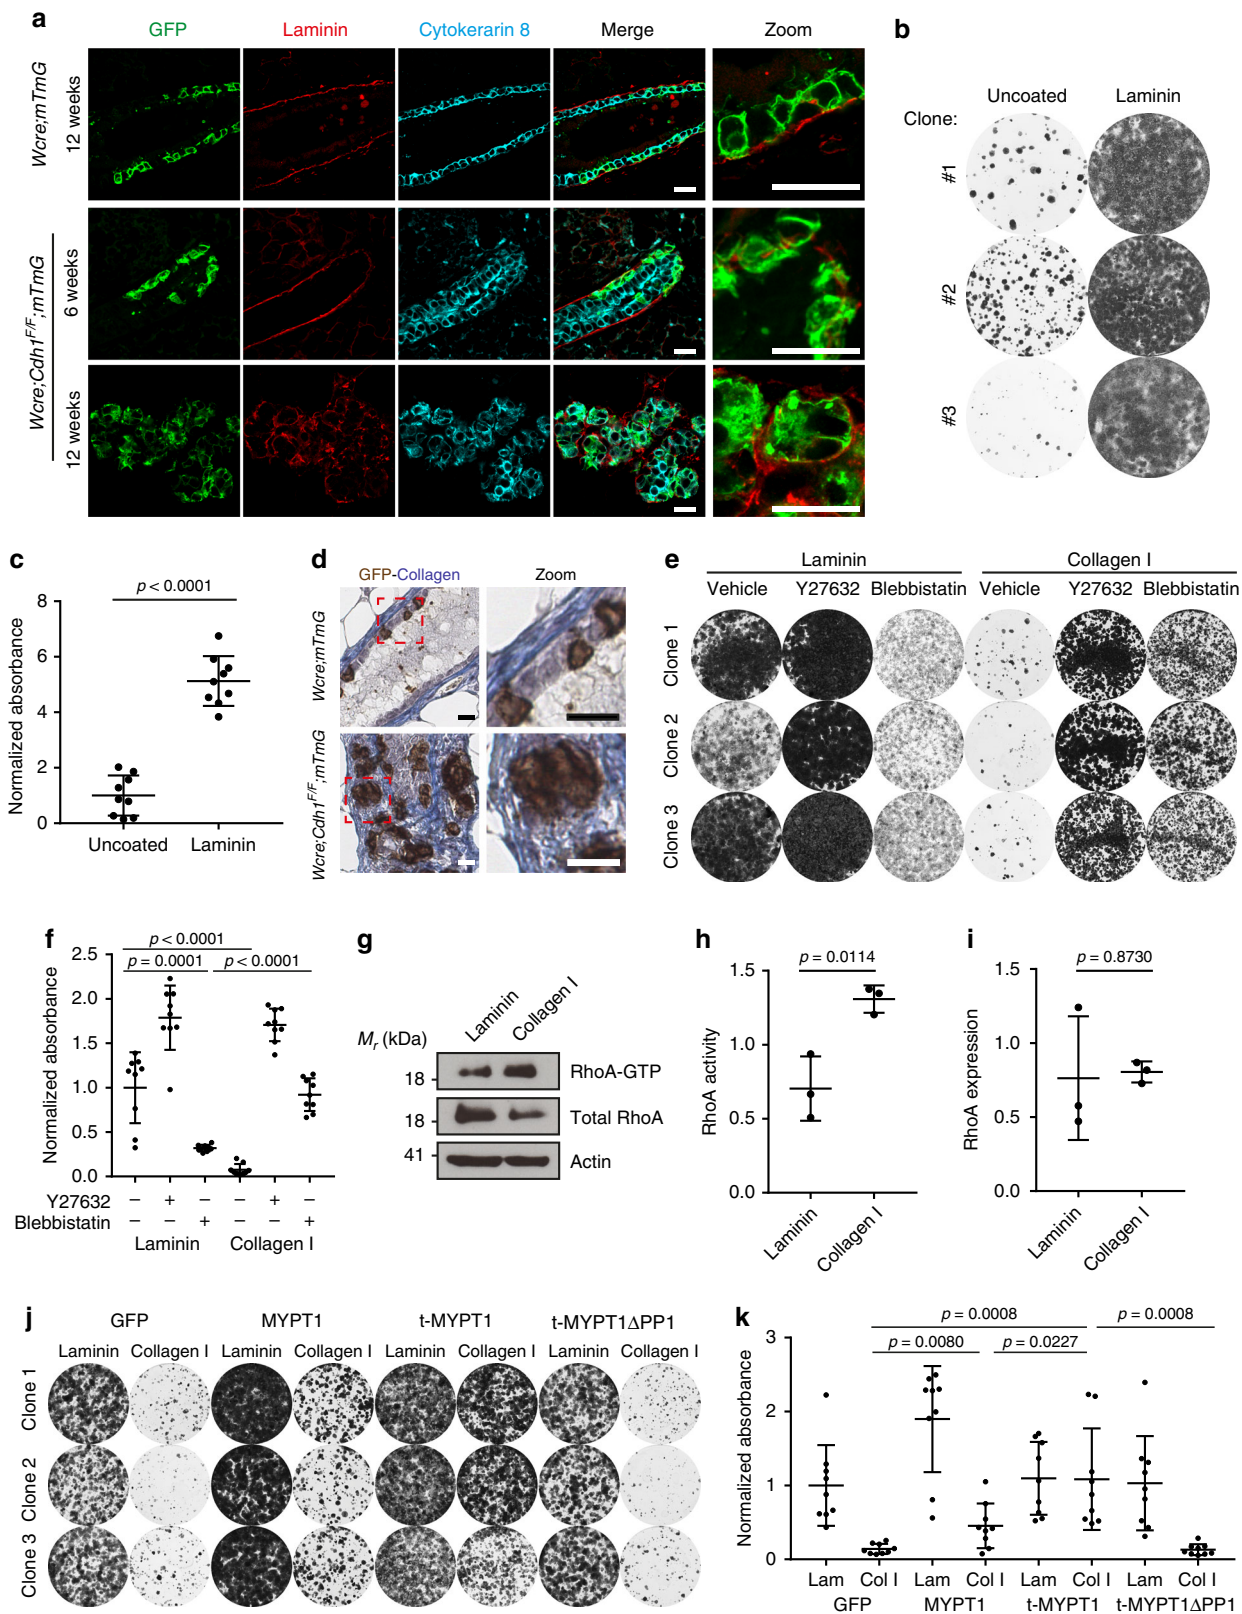 a
GFP
Laminin
Cytokerarin 8
Merge
Zoom
Wcre;mTmG
12 weeks
Wcre;Cdh1F/F;mTmG
6 weeks
12 weeks
b
Uncoated
Laminin
Clone:
#1
#2
#3
c
p < 0.0001
Normalized absorbance
8
6
4
2
0
Uncoated
Laminin
d
GFP-Collagen
Zoom
Wcre;mTmG
Wcre;Cdh1F/F;mTmG
e
Laminin
Collagen I
Vehicle
Y27632
Blebbistatin
Vehicle
Y27632
Blebbistatin
Clone 1
Clone 2
Clone 3
f
p < 0.0001
p = 0.0001
p < 0.0001
Normalized absorbance
2.5
2.0
1.5
1.0
0.5
0.0
Y27632 – + – – + –
Blebbistatin – – + – – +
Laminin
Collagen I
g
Laminin
Collagen I
Mr (kDa)
18
RhoA-GTP
18
Total RhoA
41
Actin
h
p = 0.0114
RhoA activity
1.5
1.0
0.5
0.0
Laminin
Collagen I
i
p = 0.8730
RhoA expression
1.5
1.0
0.5
0.0
Laminin
Collagen I
j
GFP
MYPT1
t-MYPT1
t-MYPT1ΔPP1
Laminin
Collagen I
Laminin
Collagen I
Laminin
Collagen I
Laminin
Collagen I
Clone 1
Clone 2
Clone 3
k
p = 0.0008
p = 0.0008
p = 0.0080
p = 0.0227
Normalized absorbance
3
2
1
0
Lam Col I Lam Col I Lam Col I Lam Col I
GFP
MYPT1
t-MYPT1
t-MYPT1ΔPP1